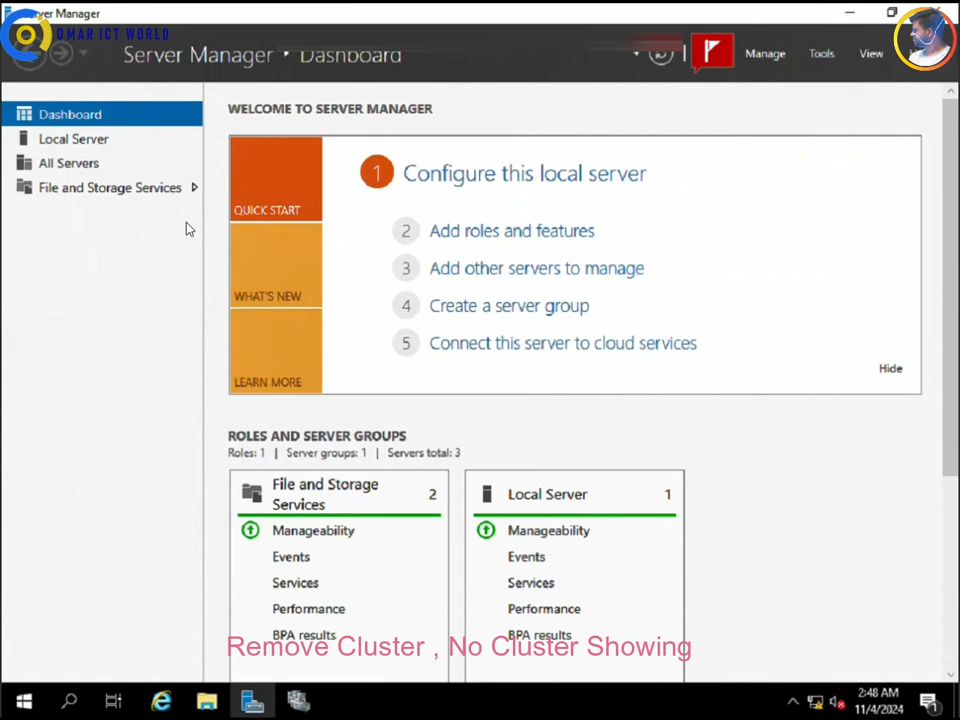 Server Manager
OMAR ICT WORLD
Server Manager • Dashboard
Manage
Tools
View
Dashboard
Local Server
All Servers
File and Storage Services
WELCOME TO SERVER MANAGER
QUICK START
WHAT'S NEW
LEARN MORE
1 Configure this local server
2 Add roles and features
3 Add other servers to manage
4 Create a server group
5 Connect this server to cloud services
Hide
ROLES AND SERVER GROUPS
Roles: 1 | Server groups: 1 | Servers total: 3
File and Storage
Services
2
Manageability
Events
Services
Performance
BPA results
Local Server 1
Manageability
Events
Services
Performance
BPA results
Remove Cluster , No Cluster Showing
2:48 AM
11/4/2024
1